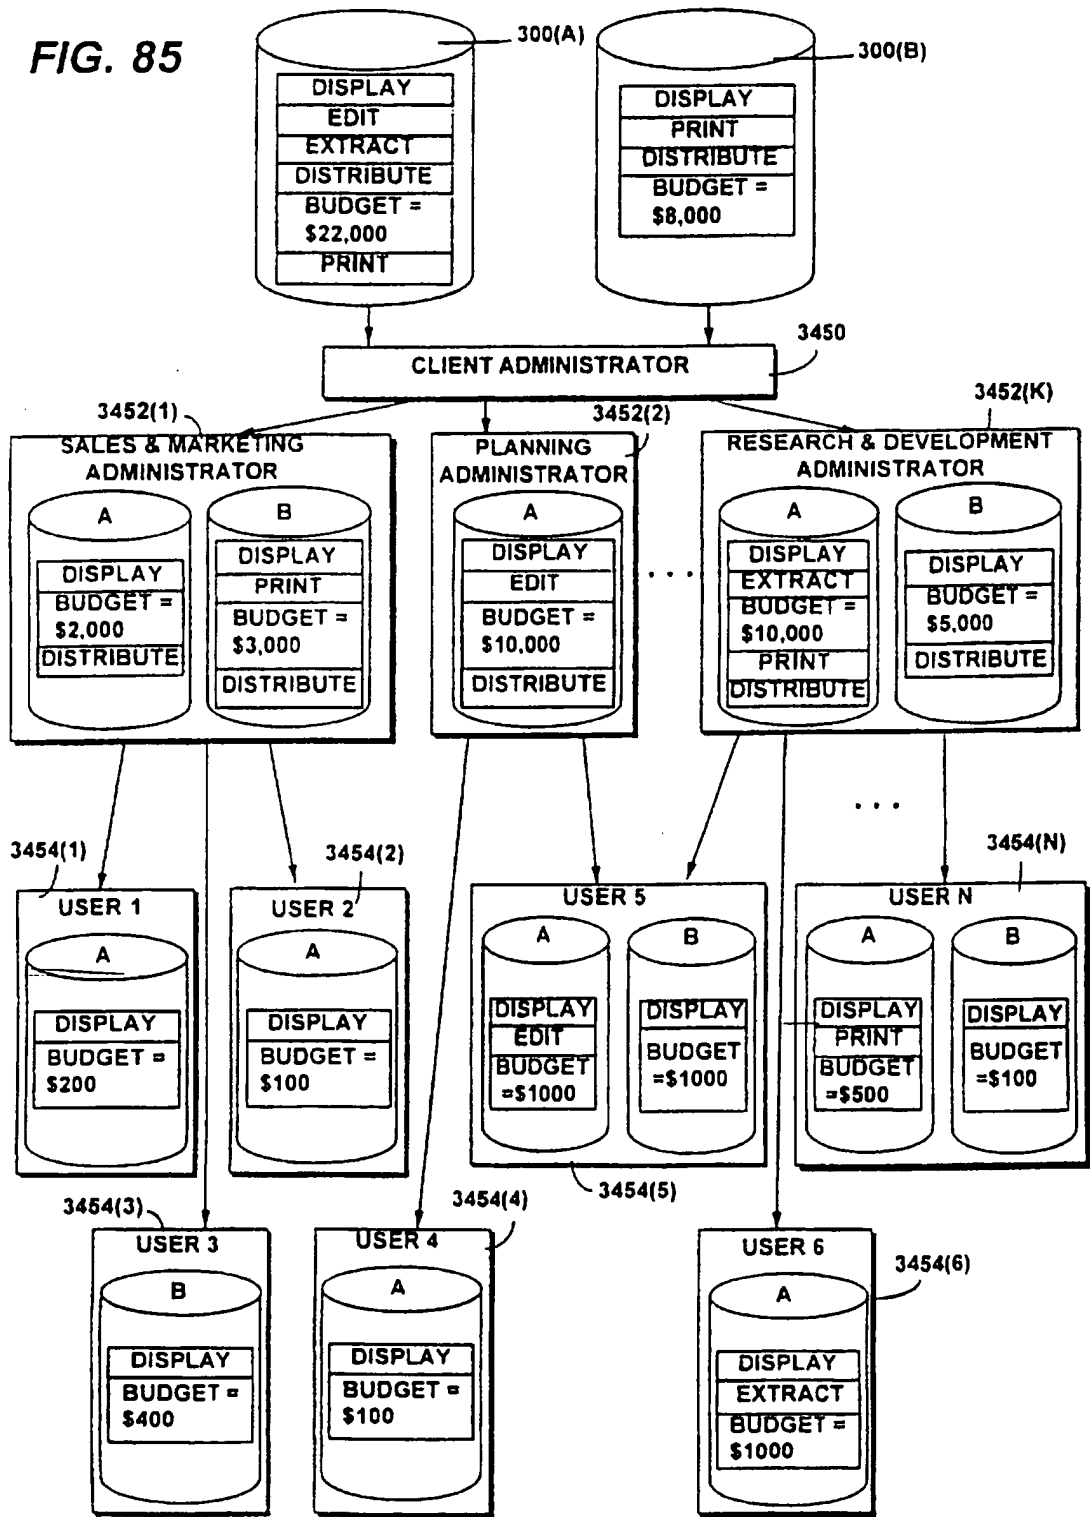 FIG. 85
300(A)
300(B)
DISPLAY
EDIT
EXTRACT
DISTRIBUTE
BUDGET =
$22,000
PRINT
DISPLAY
PRINT
DISTRIBUTE
BUDGET =
$8,000
CLIENT ADMINISTRATOR
3450
3452(1)
SALES & MARKETING
ADMINISTRATOR
A
DISPLAY
BUDGET =
$2,000
DISTRIBUTE
B
DISPLAY
PRINT
BUDGET =
$3,000
DISTRIBUTE
3452(2)
PLANNING
ADMINISTRATOR
A
DISPLAY
EDIT
BUDGET =
$10,000
DISTRIBUTE
. . .
3452(K)
RESEARCH & DEVELOPMENT
ADMINISTRATOR
A
DISPLAY
EXTRACT
BUDGET =
$10,000
PRINT
DISTRIBUTE
B
DISPLAY
BUDGET =
$5,000
DISTRIBUTE
. . .
3454(1)
USER 1
A
DISPLAY
BUDGET =
$200
3454(2)
USER 2
A
DISPLAY
BUDGET =
$100
USER 5
A
DISPLAY
EDIT
BUDGET
=$1000
B
DISPLAY
BUDGET
=$1000
3454(5)
3454(N)
USER N
A
DISPLAY
PRINT
BUDGET
=$500
B
DISPLAY
BUDGET
=$100
3454(3)
USER 3
B
DISPLAY
BUDGET =
$400
3454(4)
USER 4
A
DISPLAY
BUDGET =
$100
USER 6
3454(6)
A
DISPLAY
EXTRACT
BUDGET =
$1000